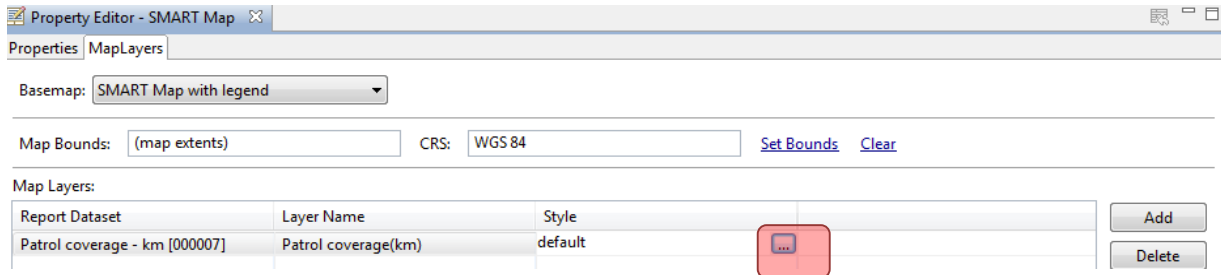 Property Editor - SMART Map
Properties MapLayers
Basemap: SMART Map with legend
Map Bounds: (map extents) CRS: WGS 84 Set Bounds Clear
Map Layers:
Report Dataset Layer Name Style Add
Patrol coverage - km [000007] Patrol coverage(km) default ... Delete